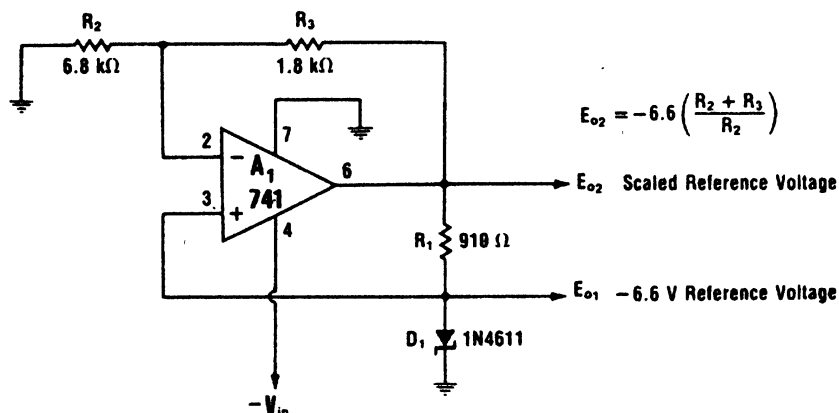 R2
R3
6.8 kΩ
1.8 kΩ
Eo2 = −6.6 (R2 + R3 / R2)
2
−
7
A1
741
6
Eo2 Scaled Reference Voltage
3
+
4
R1
910 Ω
Eo1 −6.6 V Reference Voltage
D1
1N4611
−Vin